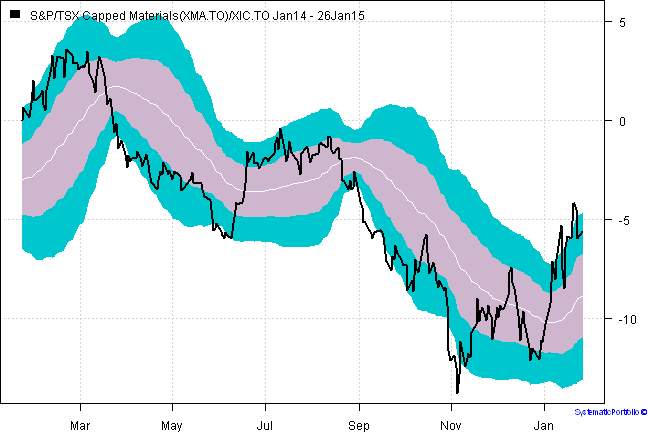 S&P/TSX Capped Materials(XMA.TO)/XIC.TO Jan14 - 26Jan15
5
0
-5
-10
Mar May Jul Sep Nov Jan
SystematicPortfolio ©